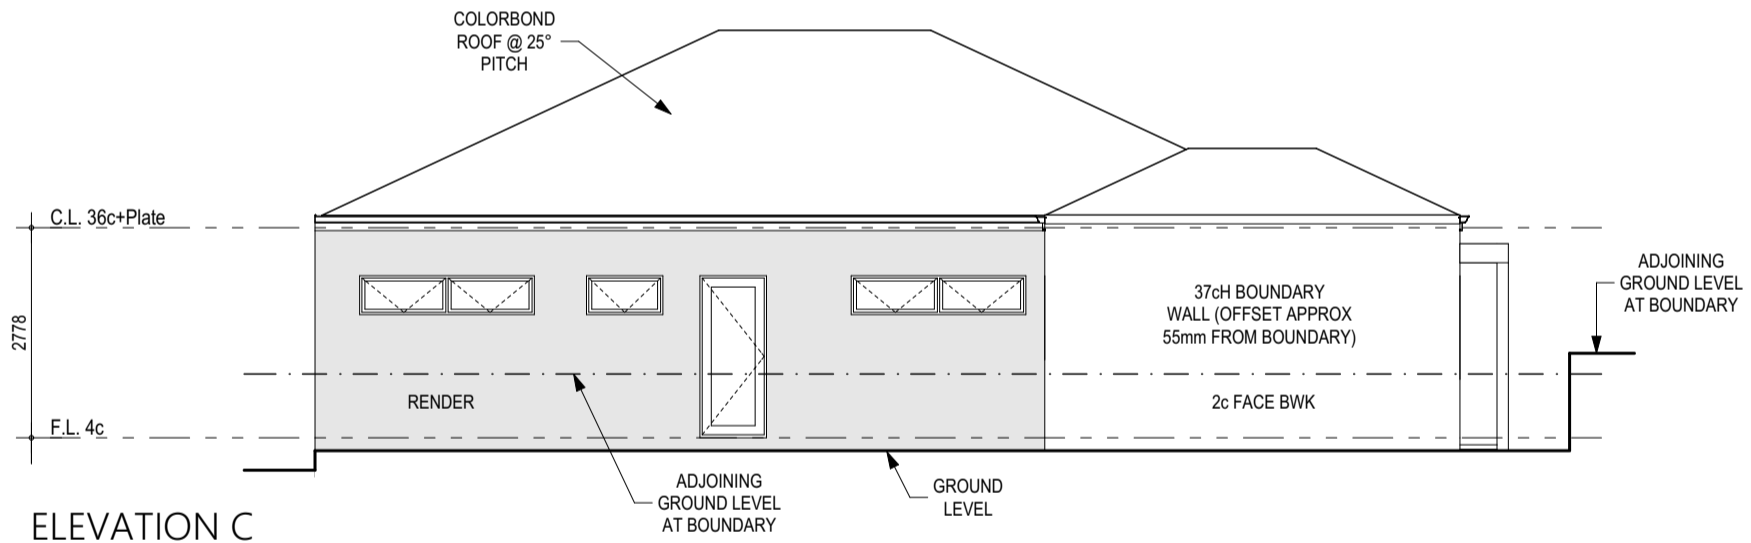 COLORBOND
ROOF @ 25°
PITCH
C.L. 36c+Plate
2778
F.L. 4c
RENDER
37cH BOUNDARY
WALL (OFFSET APPROX
55mm FROM BOUNDARY)
2c FACE BWK
ADJOINING
GROUND LEVEL
AT BOUNDARY
ADJOINING
GROUND LEVEL
AT BOUNDARY
GROUND
LEVEL
ELEVATION C